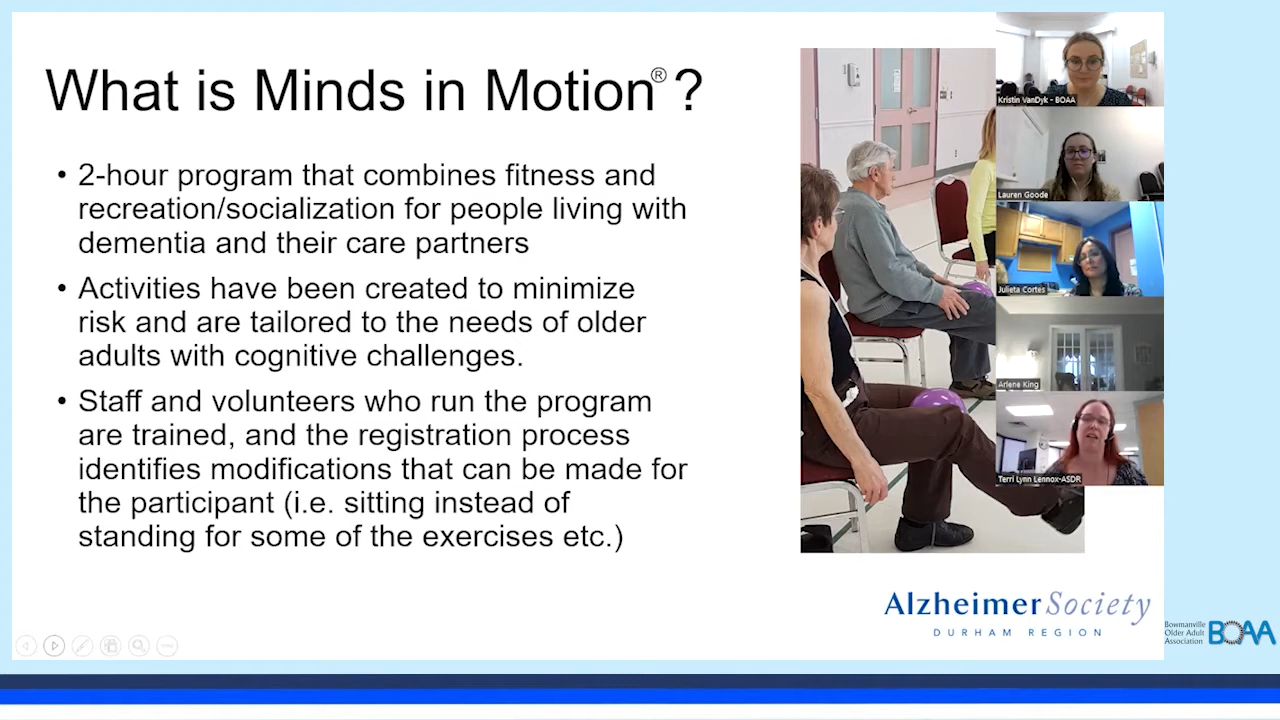 What is Minds in Motion® ?
• 2-hour program that combines fitness and
recreation/socialization for people living with
dementia and their care partners
• Activities have been created to minimize
risk and are tailored to the needs of older
adults with cognitive challenges.
• Staff and volunteers who run the program
are trained, and the registration process
identifies modifications that can be made for
the participant (i.e. sitting instead of
standing for some of the exercises etc.)
Kristin VanDyk - BOAA
Lauren Goode
Julieta Cortes
Arlene King
Terri Lynn Lennox-ASDR
Alzheimer Society
DURHAM REGION
Bowmanville
Older Adult
Association
BOAA